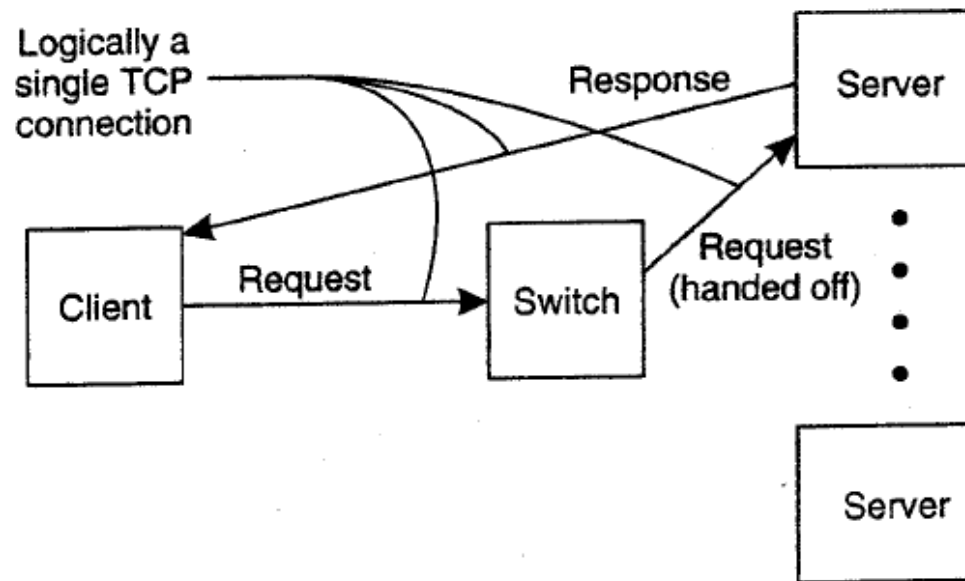 Logically a
single TCP
connection
Response
Server
Client
Request
Switch
Request
(handed off)
Server